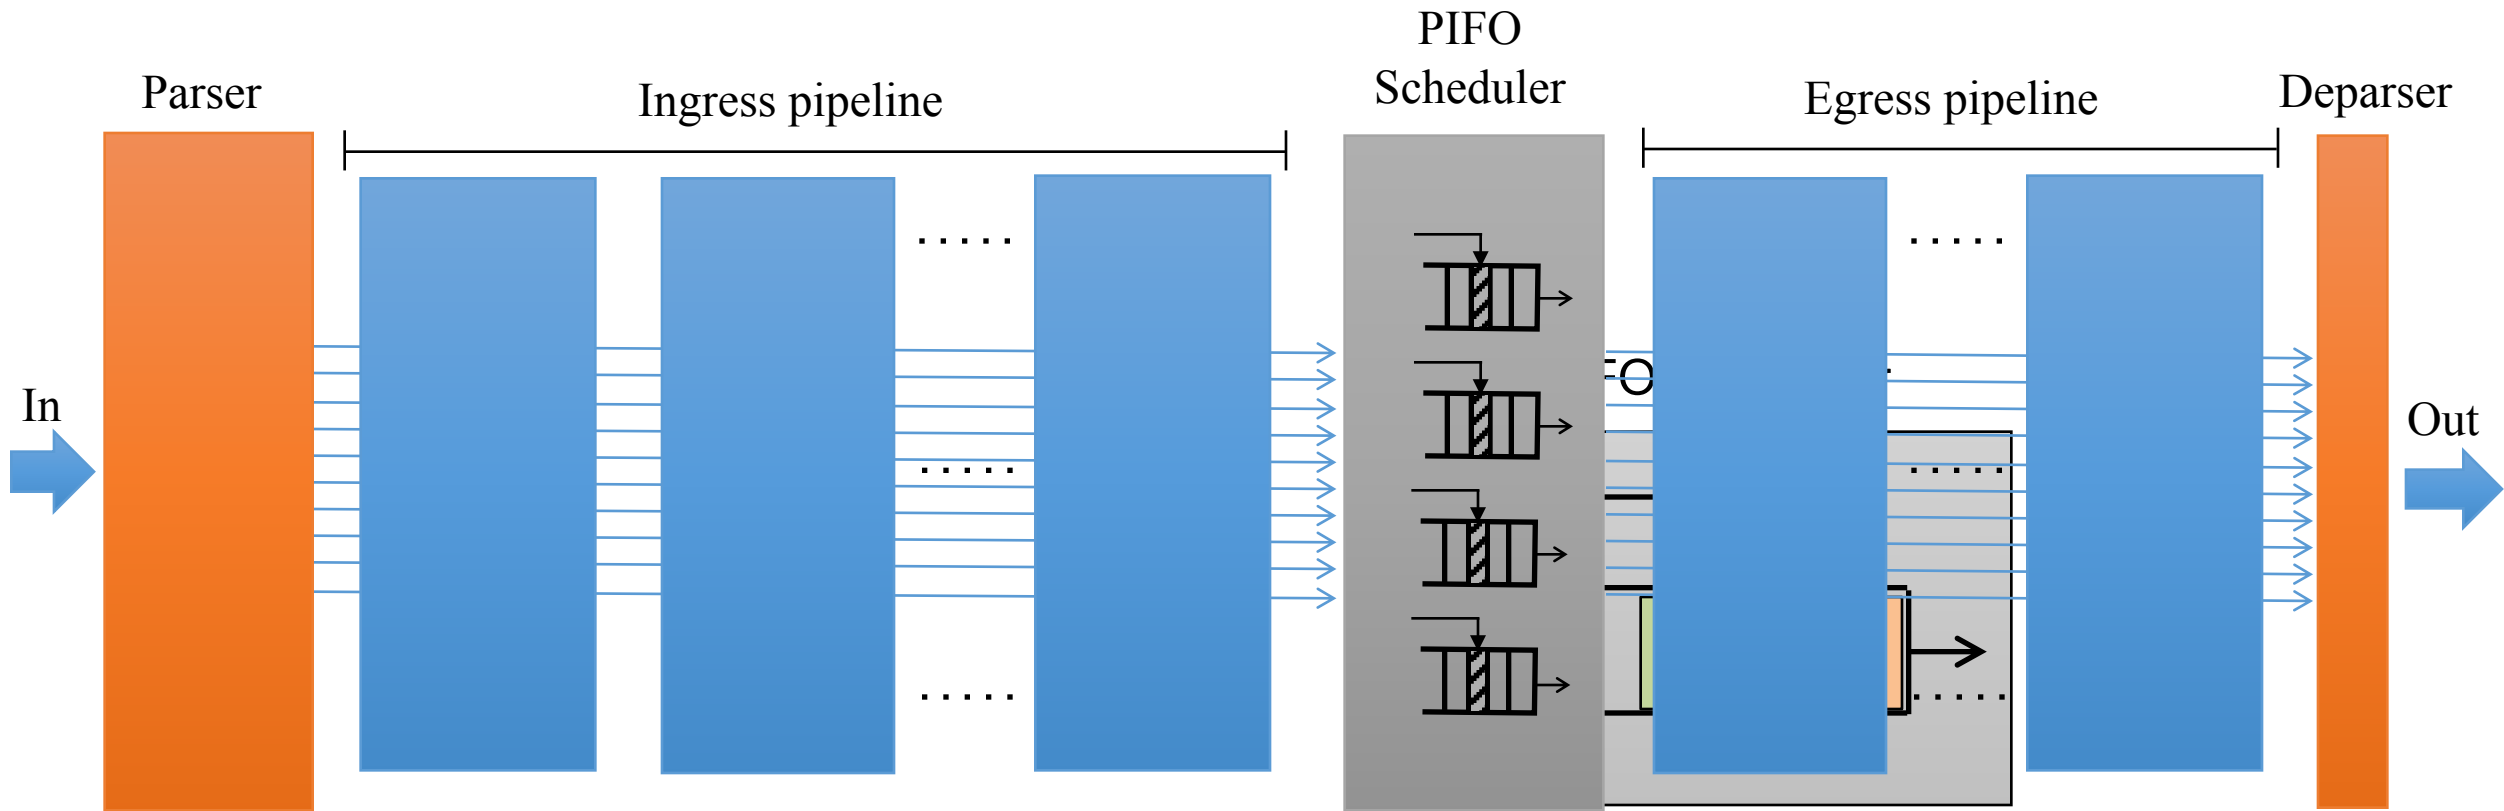 PIFO
Scheduler
Parser
Ingress pipeline
Egress pipeline
Deparser
In
Out